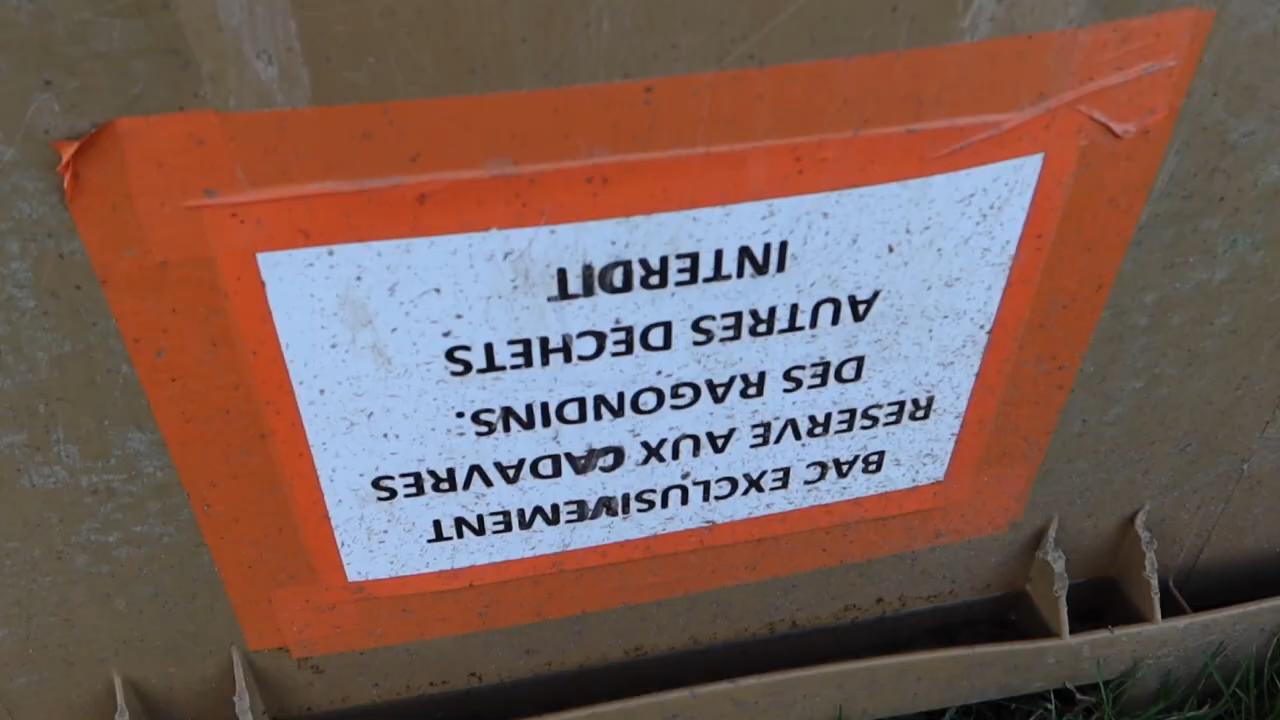 BAC EXCLUSIVEMENT
RESERVE AUX CADAVRES
DES RAGONDINS.
AUTRES DECHETS
INTERDIT